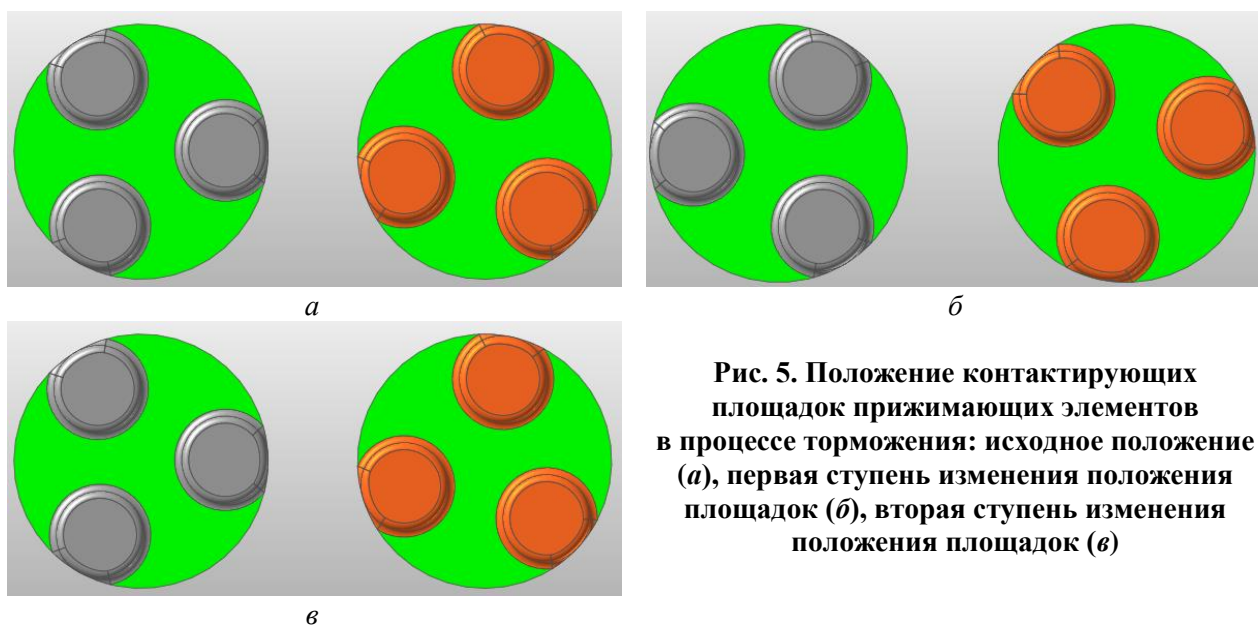 а
б
Рис. 5. Положение контактирующих
площадок прижимающих элементов
в процессе торможения: исходное положение
(а), первая ступень изменения положения
площадок (б), вторая ступень изменения
положения площадок (в)
в